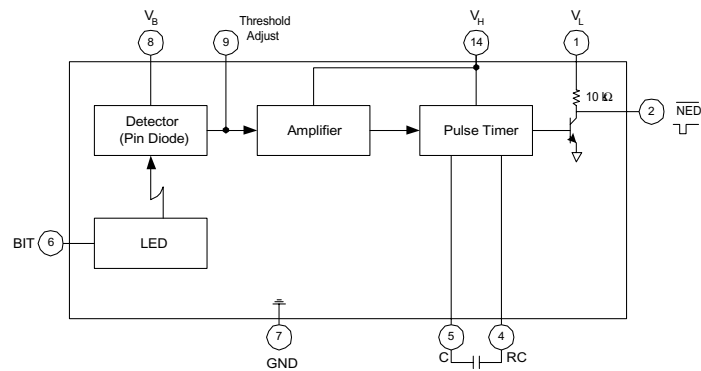 V_B
Threshold
Adjust
V_H
V_L
8
9
14
1
10 kΩ
2
NED
Detector
(Pin Diode)
Amplifier
Pulse Timer
BIT
6
LED
7
GND
5
4
C
RC